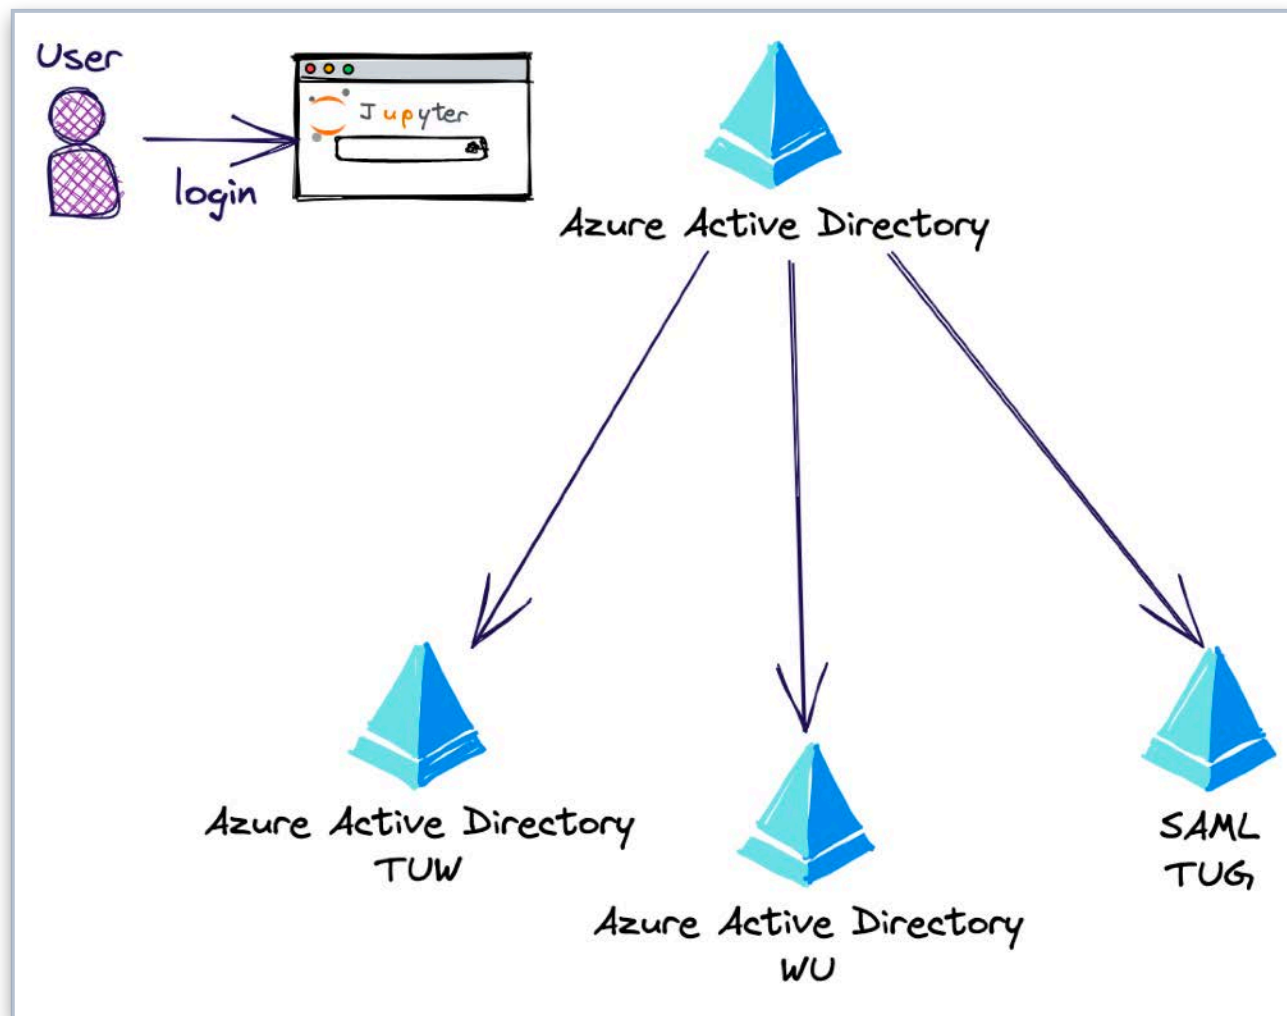 User
Jupyter
login
Azure Active Directory
Azure Active Directory
TUW
Azure Active Directory
WU
SAML
TUG